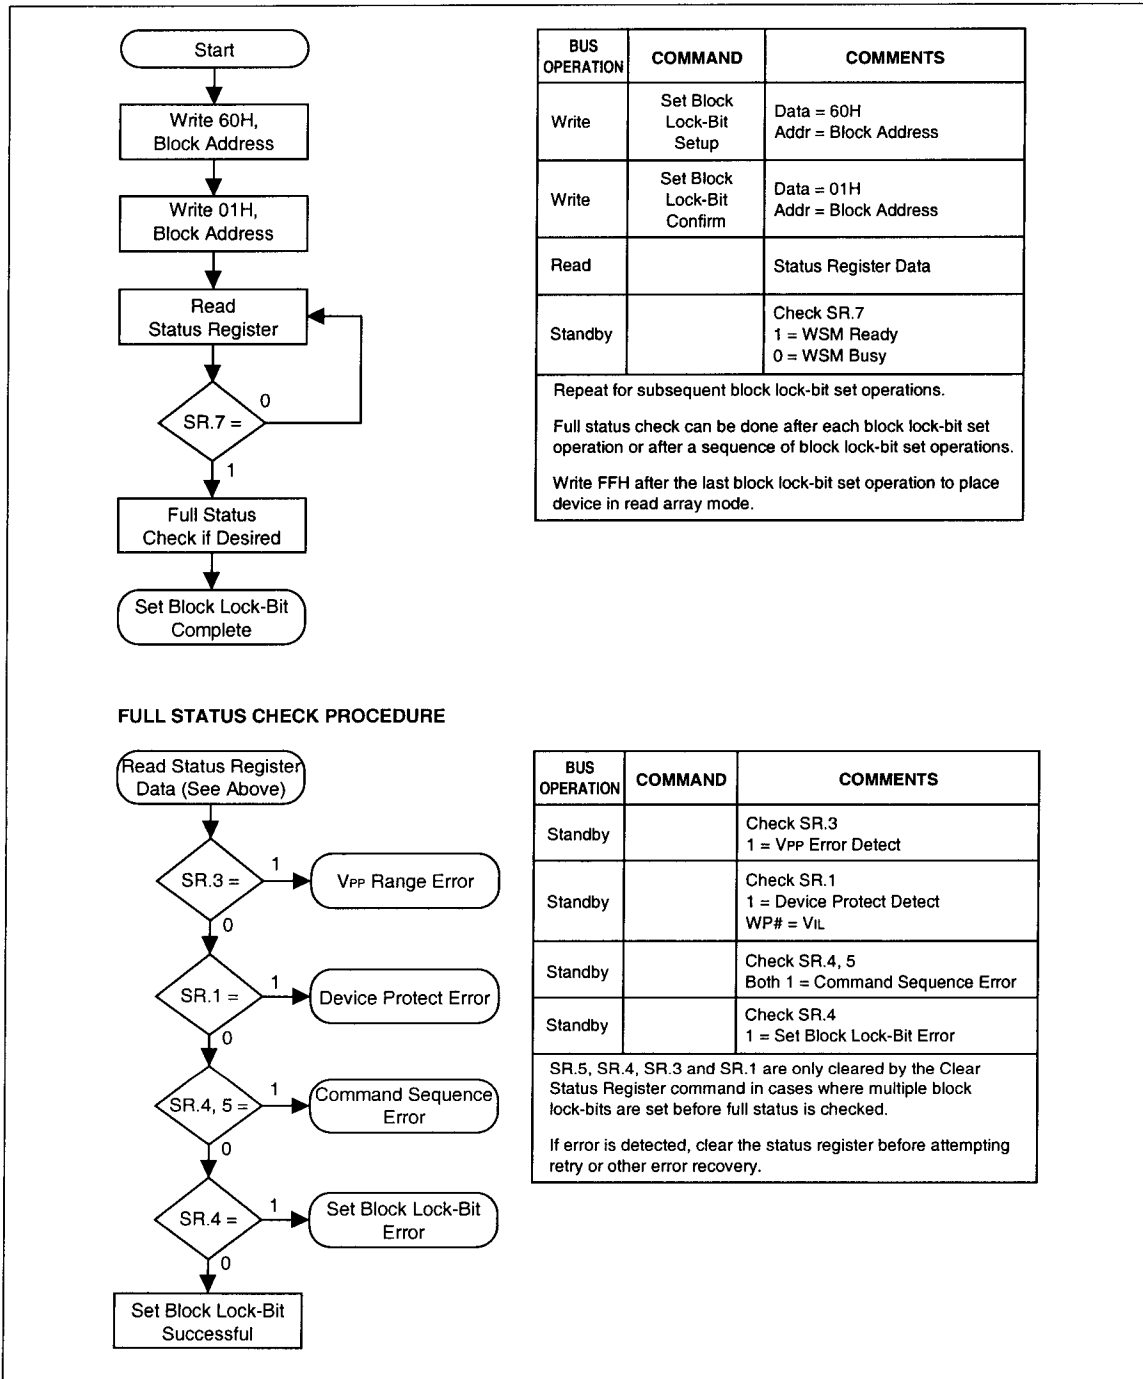 Start
Write 60H,
Block Address
Write 01H,
Block Address
Read
Status Register
SR.7 =
0
1
Full Status
Check if Desired
Set Block Lock-Bit
Complete
BUS
OPERATION
COMMAND
COMMENTS
Write
Set Block
Lock-Bit
Setup
Data = 60H
Addr = Block Address
Write
Set Block
Lock-Bit
Confirm
Data = 01H
Addr = Block Address
Read
Status Register Data
Standby
Check SR.7
1 = WSM Ready
0 = WSM Busy
Repeat for subsequent block lock-bit set operations.
Full status check can be done after each block lock-bit set
operation or after a sequence of block lock-bit set operations.
Write FFH after the last block lock-bit set operation to place
device in read array mode.
FULL STATUS CHECK PROCEDURE
Read Status Register
Data (See Above)
SR.3 =
1
VPP Range Error
0
SR.1 =
1
Device Protect Error
0
SR.4, 5 =
1
Command Sequence
Error
0
SR.4 =
1
Set Block Lock-Bit
Error
0
Set Block Lock-Bit
Successful
BUS
OPERATION
COMMAND
COMMENTS
Standby
Check SR.3
1 = VPP Error Detect
Standby
Check SR.1
1 = Device Protect Detect
WP# = VIL
Standby
Check SR.4, 5
Both 1 = Command Sequence Error
Standby
Check SR.4
1 = Set Block Lock-Bit Error
SR.5, SR.4, SR.3 and SR.1 are only cleared by the Clear
Status Register command in cases where multiple block
lock-bits are set before full status is checked.
If error is detected, clear the status register before attempting
retry or other error recovery.